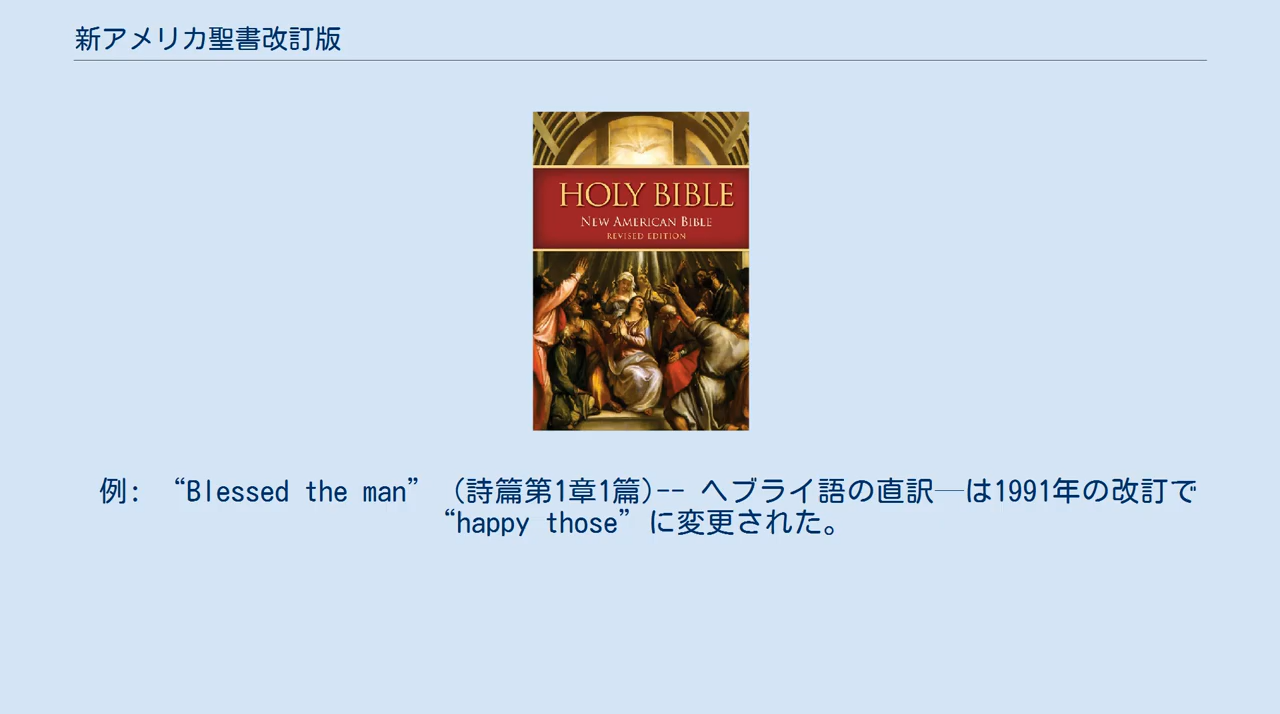 新アメリカ聖書改訂版
HOLY BIBLE
NEW AMERICAN BIBLE
REVISED EDITION
例: “Blessed the man” (詩篇第1章1篇)-- ヘブライ語の直訳─は1991年の改訂で
“happy those” に変更された。